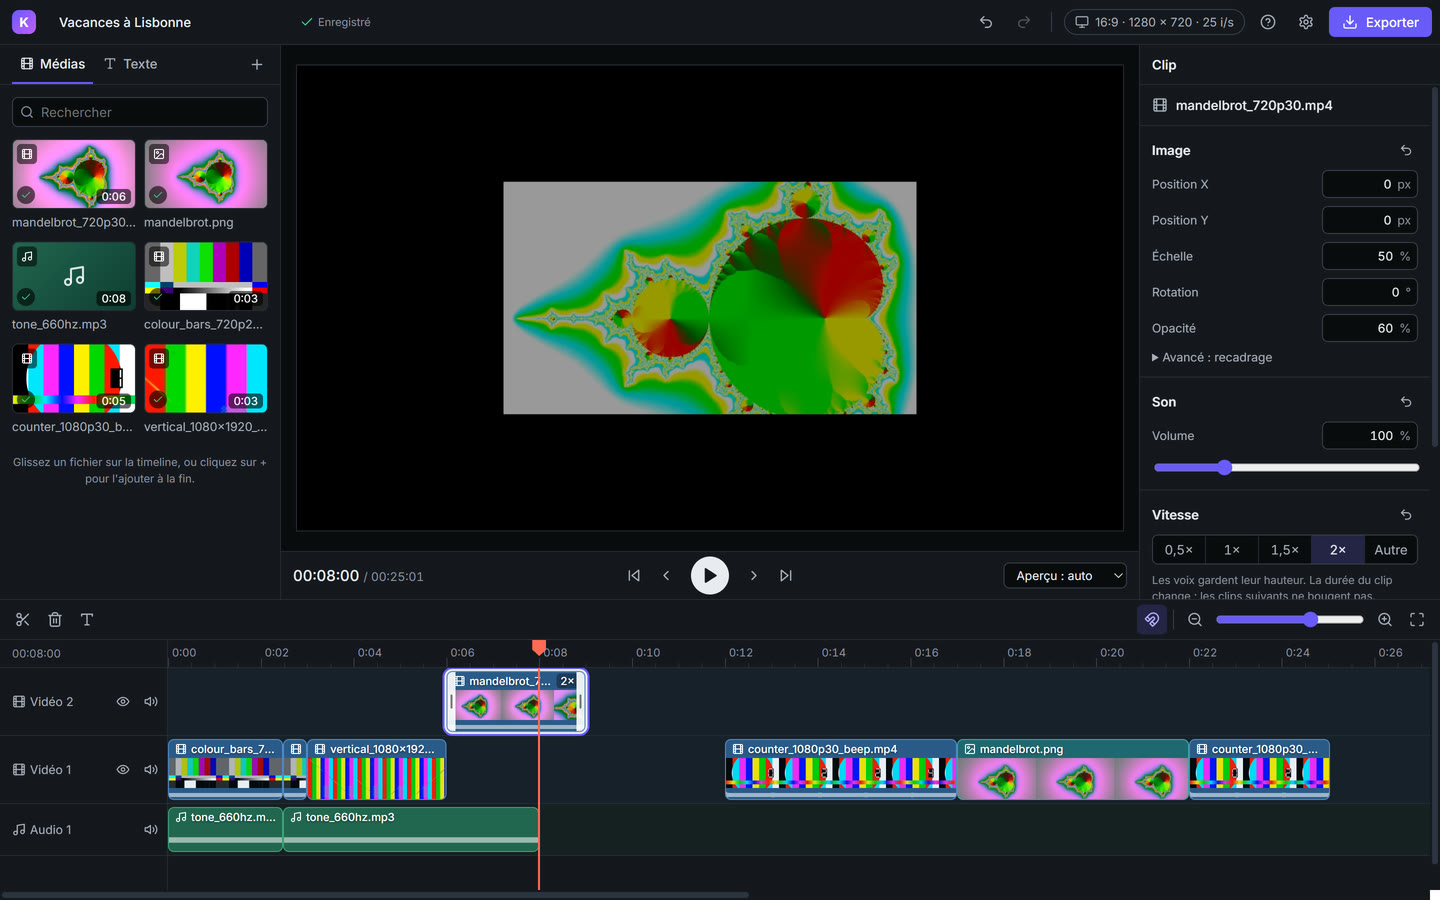 K
Vacances à Lisbonne
Enregistré
16:9 · 1280 × 720 · 25 i/s
Exporter
Médias
Texte
Rechercher
0:06
mandelbrot_720p30...
mandelbrot.png
0:08
0:03
tone_660hz.mp3
colour_bars_720p2...
0:05
0:03
counter_1080p30_b...
vertical_1080×1920_...
Glissez un fichier sur la timeline, ou cliquez sur +
pour l'ajouter à la fin.
00:08:00 / 00:25:01
Aperçu : auto
Clip
mandelbrot_720p30.mp4
Image
Position X
0 px
Position Y
0 px
Échelle
50 %
Rotation
0 °
Opacité
60 %
Avancé : recadrage
Son
Volume
100 %
Vitesse
0,5×
1×
1,5×
2×
Autre
Les voix gardent leur hauteur. La durée du clip
change : les clips suivants ne bougent pas.
00:08:00
0:00
0:02
0:04
0:06
0:08
0:10
0:12
0:14
0:16
0:18
0:20
0:22
0:24
0:26
Vidéo 2
mandelbrot_7...
2×
Vidéo 1
colour_bars_7...
vertical_1080×192...
counter_1080p30_beep.mp4
mandelbrot.png
counter_1080p30_...
Audio 1
tone_660hz.m...
tone_660hz.mp3